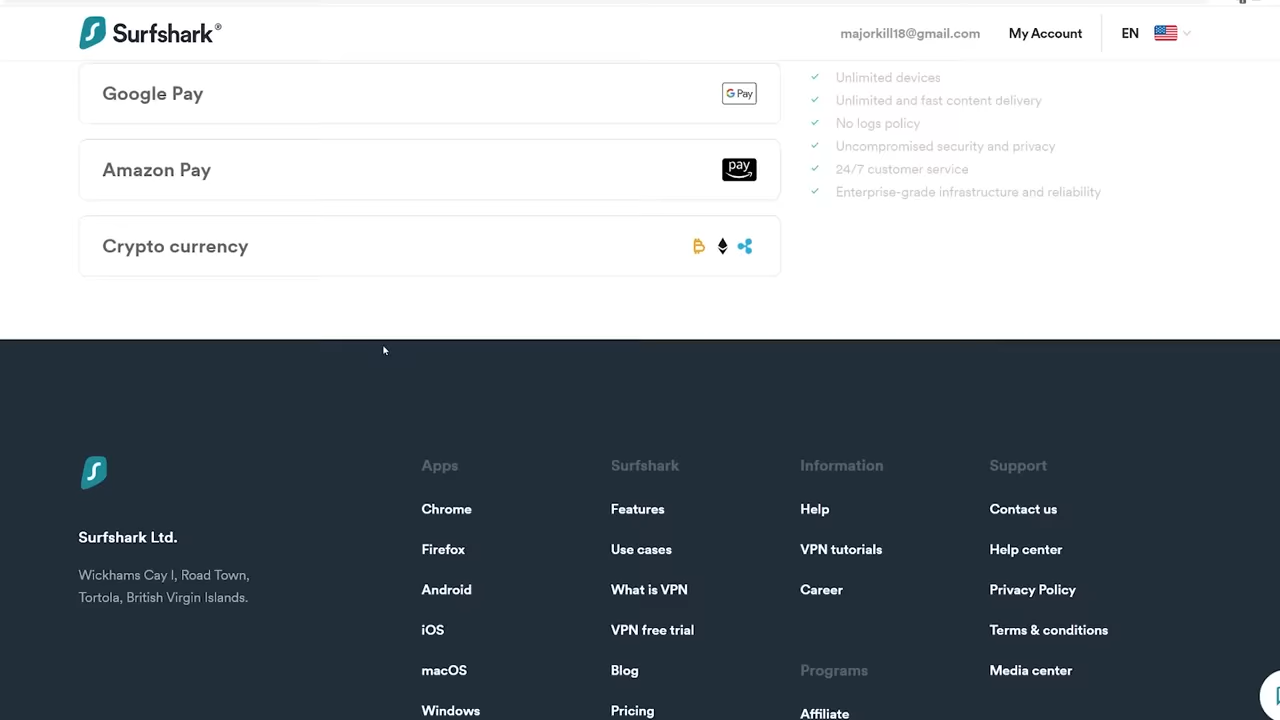 Surfshark®
majorkill18@gmail.com
My Account
EN
Google Pay
G Pay
Unlimited devices
Unlimited and fast content delivery
No logs policy
Uncompromised security and privacy
24/7 customer service
Enterprise-grade infrastructure and reliability
Amazon Pay
pay
Crypto currency
Surfshark Ltd.
Wickhams Cay I, Road Town,
Tortola, British Virgin Islands.
Apps
Chrome
Firefox
Android
iOS
macOS
Windows
Surfshark
Features
Use cases
What is VPN
VPN free trial
Blog
Pricing
Information
Help
VPN tutorials
Career
Programs
Affiliate
Support
Contact us
Help center
Privacy Policy
Terms & conditions
Media center